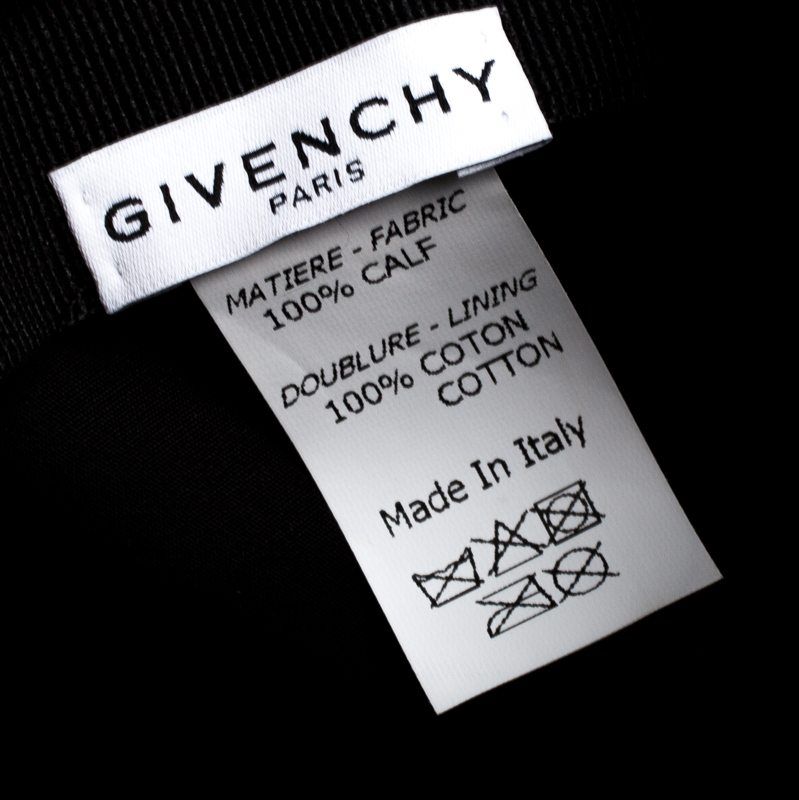 GIVENCHY
PARIS
MATIERE - FABRIC
100% CALF
DOUBLURE - LINING
100% COTON
COTTON
Made In Italy